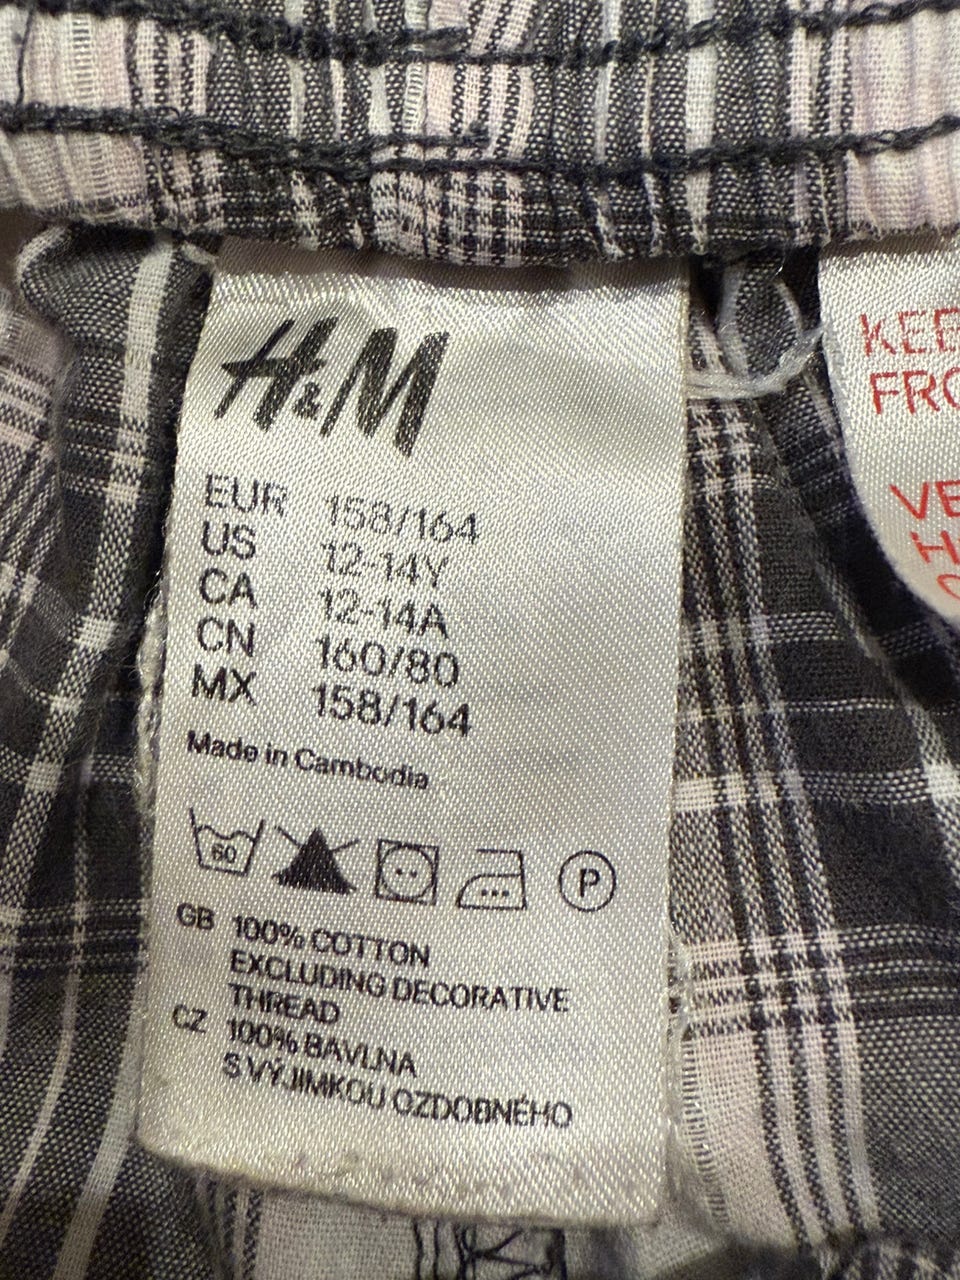 H&M
EUR 158/164
US 12-14Y
CA 12-14A
CN 160/80
MX 158/164
Made in Cambodia
60 P
GB 100% COTTON
EXCLUDING DECORATIVE
THREAD
CZ 100% BAVLNA
S VÝJIMKOU OZDOBNÉHO
KEE
FRO
VE
H